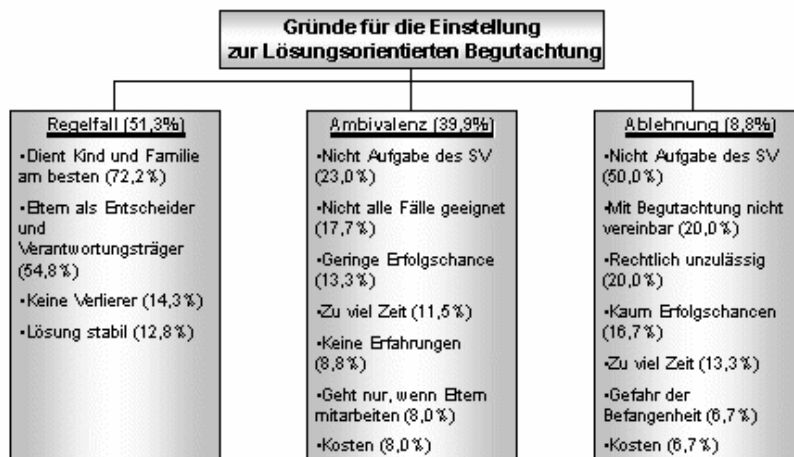 Gründe für die Einstellung
zur Lösungsorientierten Begutachtung
Regelfall (51,3%)
•Dient Kind und Familie
am besten (72,2%)
•Eltern als Entscheider
und
Verantwortungsträger
(54,8%)
•Keine Verlierer (14,3%)
•Lösung stabil (12,8%)
Ambivalenz (39,9%)
•Nicht Aufgabe des SV
(23,0%)
•Nicht alle Fälle geeignet
(17,7%)
•Geringe Erfolgschance
(13,3%)
•Zu viel Zeit (11,5%)
•Keine Erfahrungen
(8,8%)
•Geht nur, wenn Eltern
mitarbeiten (8,0%)
•Kosten (8,0%)
Ablehnung (8,8%)
•Nicht Aufgabe des SV
(50,0%)
•Mit Begutachtung nicht
vereinbar (20,0%)
•Rechtlich unzulässig
(20,0%)
•Kaum Erfolgschancen
(16,7%)
•Zu viel Zeit (13,3%)
•Gefahr der
Befangenheit (6,7%)
•Kosten (6,7%)